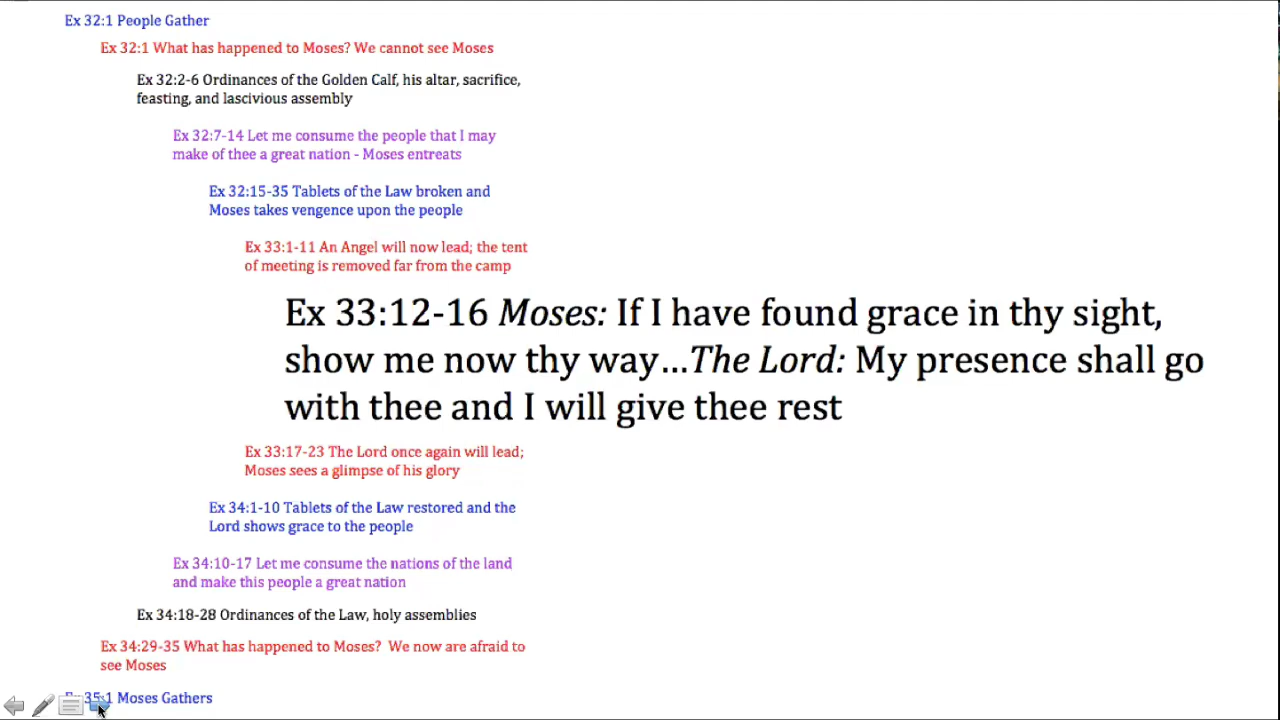 Ex 32:1 People Gather
Ex 32:1 What has happened to Moses? We cannot see Moses
Ex 32:2-6 Ordinances of the Golden Calf, his altar, sacrifice,
feasting, and lascivious assembly
Ex 32:7-14 Let me consume the people that I may
make of thee a great nation - Moses entreats
Ex 32:15-35 Tablets of the Law broken and
Moses takes vengence upon the people
Ex 33:1-11 An Angel will now lead; the tent
of meeting is removed far from the camp
Ex 33:12-16 Moses: If I have found grace in thy sight,
show me now thy way...The Lord: My presence shall go
with thee and I will give thee rest
Ex 33:17-23 The Lord once again will lead;
Moses sees a glimpse of his glory
Ex 34:1-10 Tablets of the Law restored and the
Lord shows grace to the people
Ex 34:10-17 Let me consume the nations of the land
and make this people a great nation
Ex 34:18-28 Ordinances of the Law, holy assemblies
Ex 34:29-35 What has happened to Moses?  We now are afraid to
see Moses
Ex 35:1 Moses Gathers